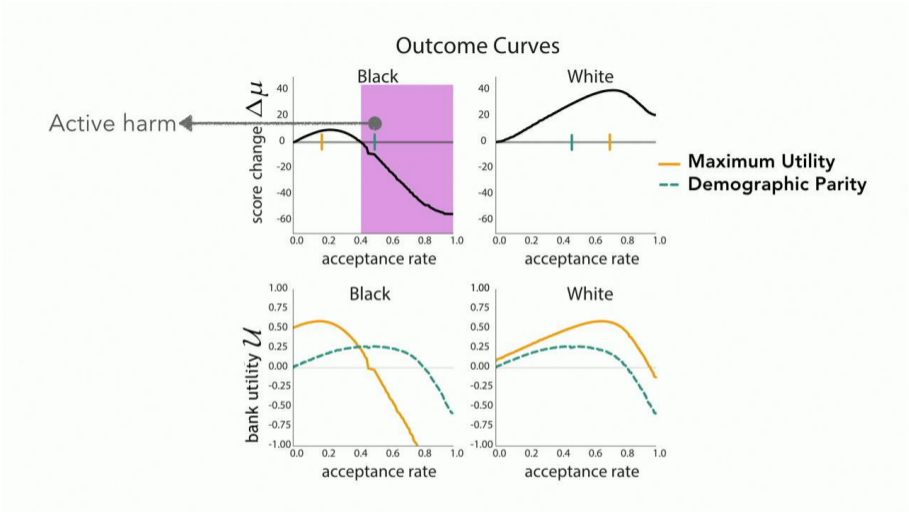 Outcome Curves
Black
White
Active harm
score change Δμ
40
20
0
-20
-40
-60
0.0 0.2 0.4 0.6 0.8 1.0
acceptance rate
40
20
0
-20
-40
-60
0.0 0.2 0.4 0.6 0.8 1.0
acceptance rate
Maximum Utility
Demographic Parity
Black
White
bank utility 𝒰
1.00
0.75
0.50
0.25
0.00
-0.25
-0.50
-0.75
-1.00
0.0 0.2 0.4 0.6 0.8 1.0
acceptance rate
1.00
0.75
0.50
0.25
0.00
-0.25
-0.50
-0.75
-1.00
0.0 0.2 0.4 0.6 0.8 1.0
acceptance rate